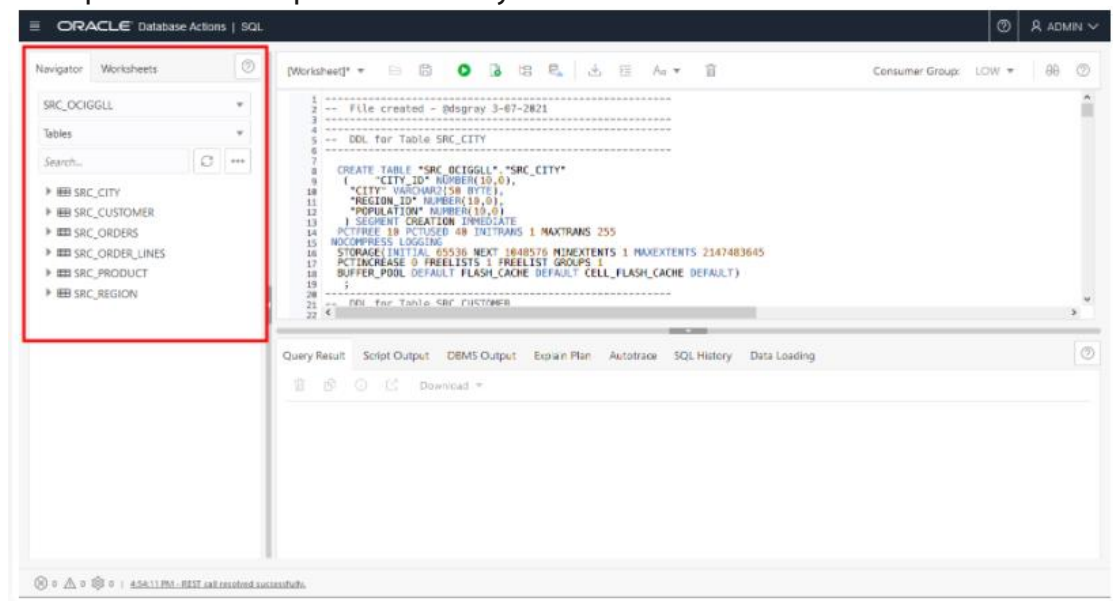 ORACLE Database Actions | SQL
ADMIN
Navigator Worksheets
SRC_OCIGGLL
Tables
Search...
SRC_CITY
SRC_CUSTOMER
SRC_ORDERS
SRC_ORDER_LINES
SRC_PRODUCT
SRC_REGION
[Worksheet]* Aa Consumer Group: LOW
1 --------------------------------------------------------
2 -- File created - @dsgray 3-07-2021
3 --------------------------------------------------------
4 --------------------------------------------------------
5 -- DDL for Table SRC_CITY
6 --------------------------------------------------------
7
8 CREATE TABLE "SRC_OCIGGLL"."SRC_CITY"
9 ( "CITY_ID" NUMBER(10,0),
10 "CITY" VARCHAR2(50 BYTE),
11 "REGION_ID" NUMBER(10,0),
12 "POPULATION" NUMBER(10,0)
13 ) SEGMENT CREATION IMMEDIATE
14 PCTFREE 10 PCTUSED 40 INITRANS 1 MAXTRANS 255
15 NOCOMPRESS LOGGING
16 STORAGE(INITIAL 65536 NEXT 1048576 MINEXTENTS 1 MAXEXTENTS 2147483645
17 PCTINCREASE 0 FREELISTS 1 FREELIST GROUPS 1
18 BUFFER_POOL DEFAULT FLASH_CACHE DEFAULT CELL_FLASH_CACHE DEFAULT)
19 ;
20 --------------------------------------------------------
21 -- DDL for Table SRC_CUSTOMER
22
Query Result Script Output DBMS Output Explain Plan Autotrace SQL History Data Loading
Download
0 0 0 | 4:54:11 PM - REST call resolved successfully.